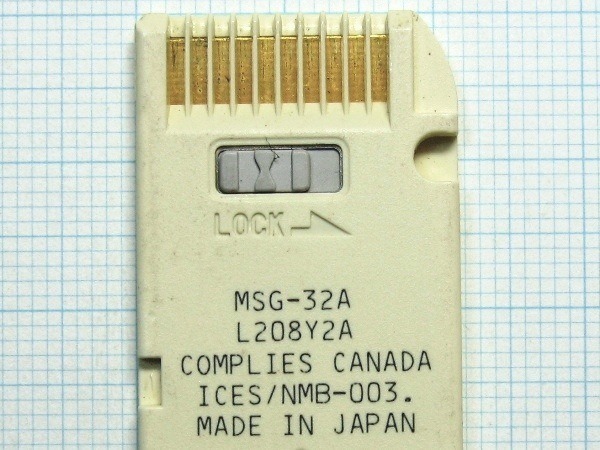 LOCK
MSG-32A
L208Y2A
COMPLIES CANADA
ICES/NMB-003.
MADE IN JAPAN